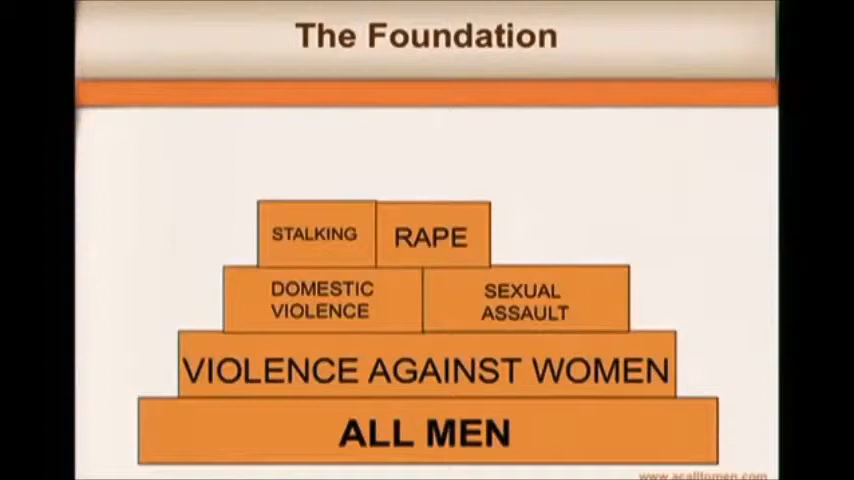 The Foundation
STALKING
RAPE
DOMESTIC
VIOLENCE
SEXUAL
ASSAULT
VIOLENCE AGAINST WOMEN
ALL MEN
www.acalltomen.com